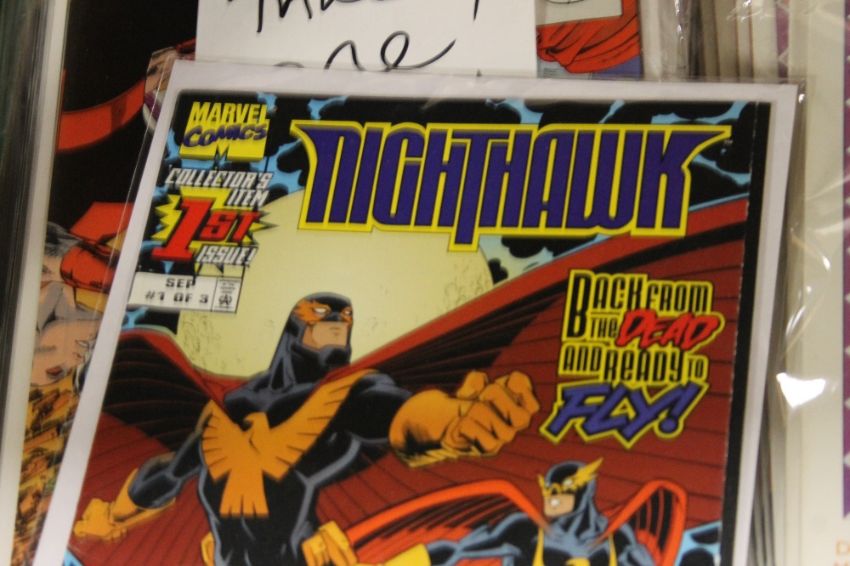 one
MARVEL
COMICS
NIGHTHAWK
COLLECTOR'S
ITEM
1ST
ISSUE!
SEP
#1 OF 3
BACK FROM
THE DEAD
AND READY TO
FLY!